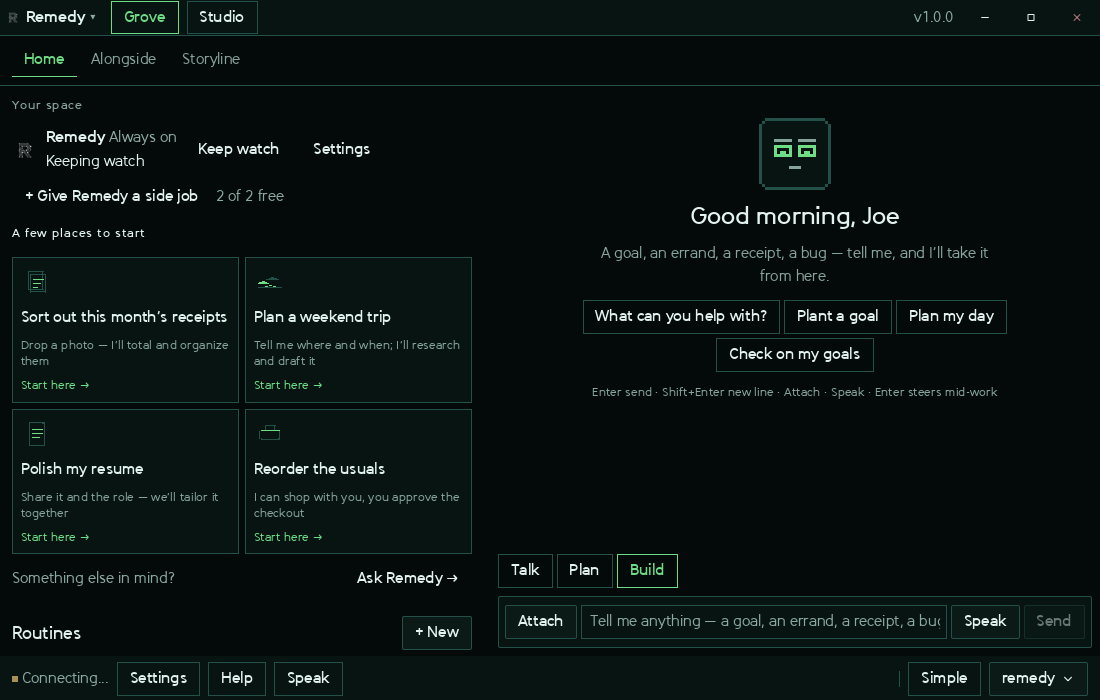 Remedy ▾ Grove Studio v1.0.0
Home Alongside Storyline
Your space
Remedy Always on
Keeping watch
Keep watch Settings
+ Give Remedy a side job 2 of 2 free
A few places to start
Sort out this month's receipts
Drop a photo — I'll total and organize
them
Start here →
Plan a weekend trip
Tell me where and when; I'll research
and draft it
Start here →
Polish my resume
Share it and the role — we'll tailor it
together
Start here →
Reorder the usuals
I can shop with you, you approve the
checkout
Start here →
Something else in mind? Ask Remedy →
Routines + New
Good morning, Joe
A goal, an errand, a receipt, a bug — tell me, and I'll take it
from here.
What can you help with? Plant a goal Plan my day
Check on my goals
Enter send · Shift+Enter new line · Attach · Speak · Enter steers mid-work
Talk Plan Build
Attach Tell me anything — a goal, an errand, a receipt, a bug Speak Send
Connecting... Settings Help Speak Simple remedy